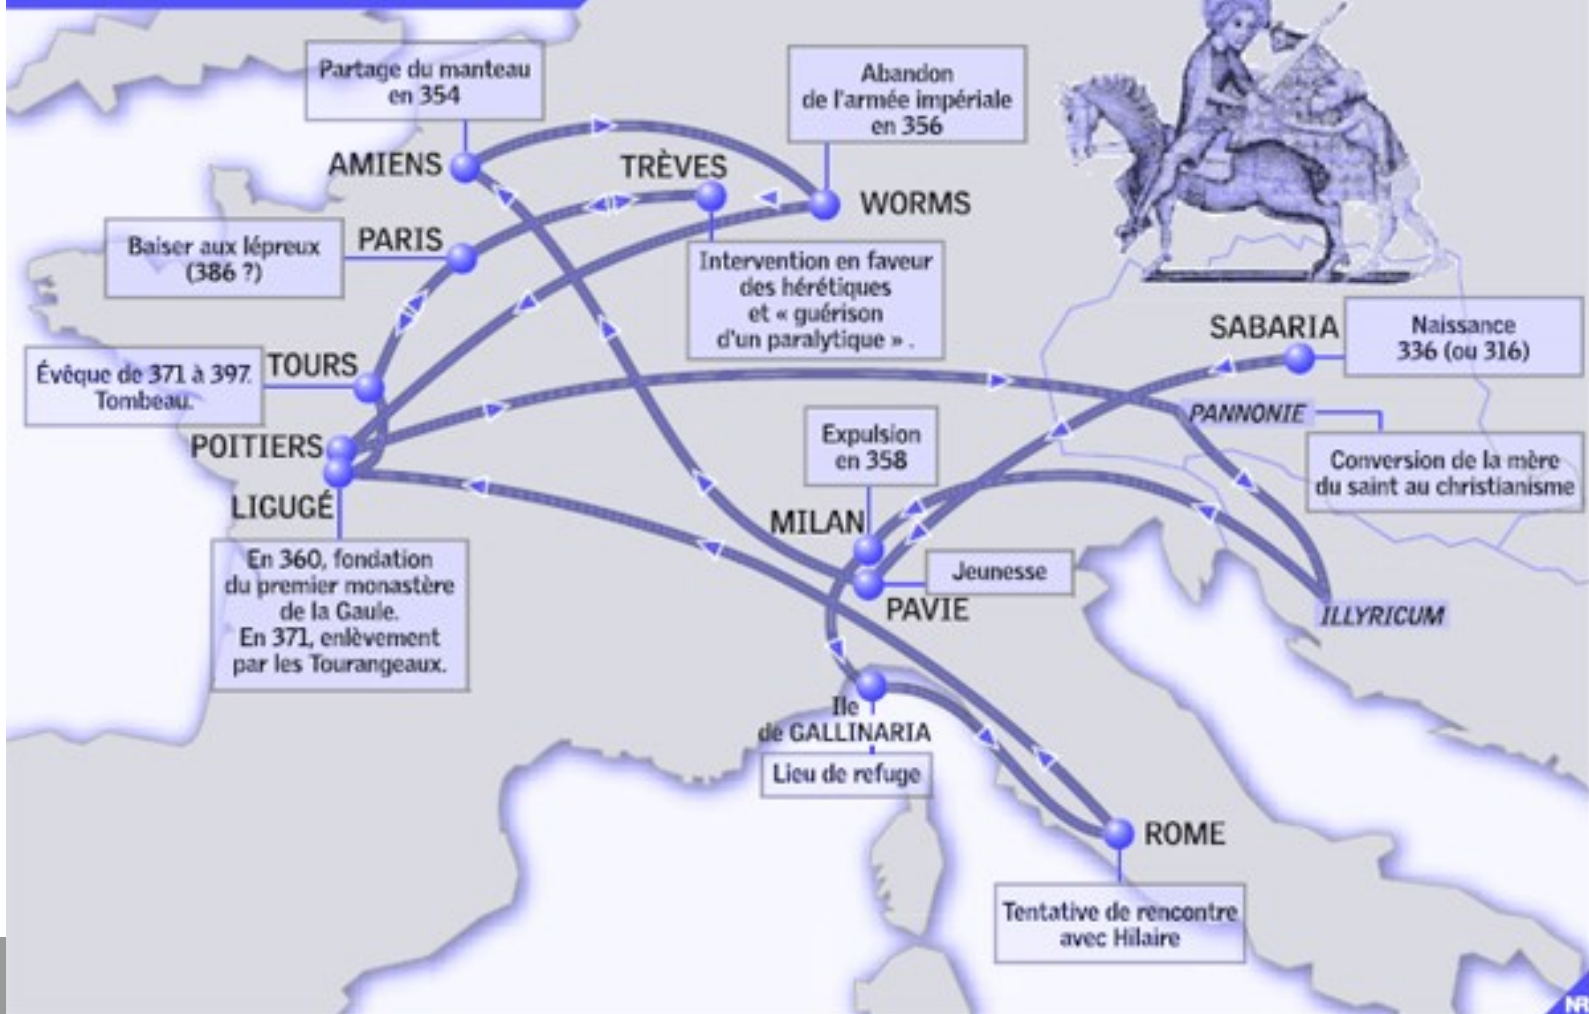 Partage du manteau
en 354
Abandon
de l'armée impériale
en 356
AMIENS
TRÈVES
WORMS
Baiser aux lépreux
(386 ?)
PARIS
Intervention en faveur
des hérétiques
et « guérison
d'un paralytique » .
SABARIA
Naissance
336 (ou 316)
Évêque de 371 à 397.
Tombeau.
TOURS
PANNONIE
Conversion de la mère
du saint au christianisme
POITIERS
LIGUGÉ
Expulsion
en 358
MILAN
Jeunesse
PAVIE
ILLYRICUM
En 360, fondation
du premier monastère
de la Gaule.
En 371, enlèvement
par les Tourangeaux.
Ile
de GALLINARIA
Lieu de refuge
ROME
Tentative de rencontre
avec Hilaire
NR